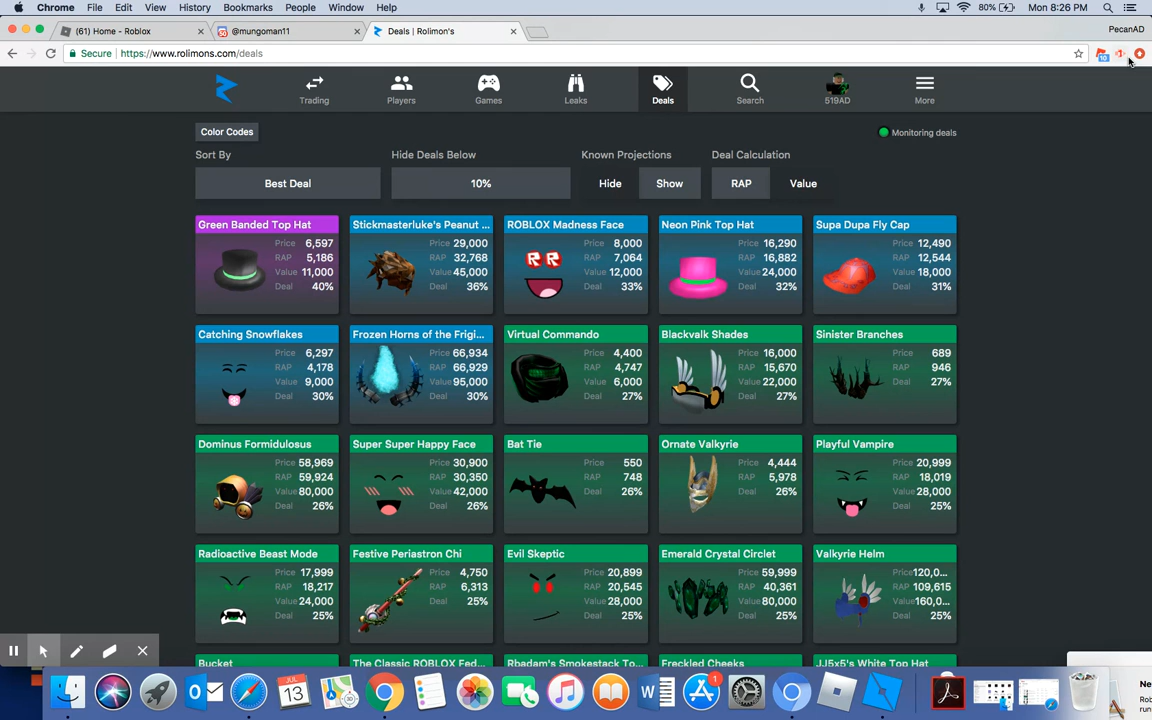 Chrome File Edit View History Bookmarks People Window Help 80% Mon 8:26 PM
(61) Home - Roblox @mungoman11 Deals | Rolimon's PecanAD
Secure https://www.rolimons.com/deals 10
Trading Players Games Leaks Deals Search 519AD More
Color Codes Monitoring deals
Sort By Hide Deals Below Known Projections Deal Calculation
Best Deal 10% Hide Show RAP Value
Green Banded Top Hat Stickmasterluke's Peanut ... ROBLOX Madness Face Neon Pink Top Hat Supa Dupa Fly Cap
Price 6,597 Price 29,000 Price 8,000 Price 16,290 Price 12,490
RAP 5,186 RAP 32,768 RAP 7,064 RAP 16,882 RAP 12,544
Value 11,000 Value 45,000 Value 12,000 Value 24,000 Value 18,000
Deal 40% Deal 36% Deal 33% Deal 32% Deal 31%
Catching Snowflakes Frozen Horns of the Frigi... Virtual Commando Blackvalk Shades Sinister Branches
Price 6,297 Price 66,934 Price 4,400 Price 16,000 Price 689
RAP 4,178 RAP 66,929 RAP 4,747 RAP 15,670 RAP 946
Value 9,000 Value 95,000 Value 6,000 Value 22,000 Deal 27%
Deal 30% Deal 30% Deal 27% Deal 27%
Dominus Formidulosus Super Super Happy Face Bat Tie Ornate Valkyrie Playful Vampire
Price 58,969 Price 30,900 Price 550 Price 4,444 Price 20,999
RAP 59,924 RAP 30,350 RAP 748 RAP 5,978 RAP 18,019
Value 80,000 Value 42,000 Deal 26% Deal 26% Value 28,000
Deal 26% Deal 26% Deal 25%
Radioactive Beast Mode Festive Periastron Chi Evil Skeptic Emerald Crystal Circlet Valkyrie Helm
Price 17,999 Price 4,750 Price 20,899 Price 59,999 Price 120,0...
RAP 18,217 RAP 6,313 RAP 20,545 RAP 40,361 RAP 109,615
Value 24,000 Deal 25% Value 28,000 Value 80,000 Value 160,0...
Deal 25% Deal 25% Deal 25% Deal 25%
Bucket The Classic ROBLOX Fed... Rbadam's Smokestack To... Freckled Cheeks JJ5x5's White Top Hat
JUL
13
1
Ne
Rob
run